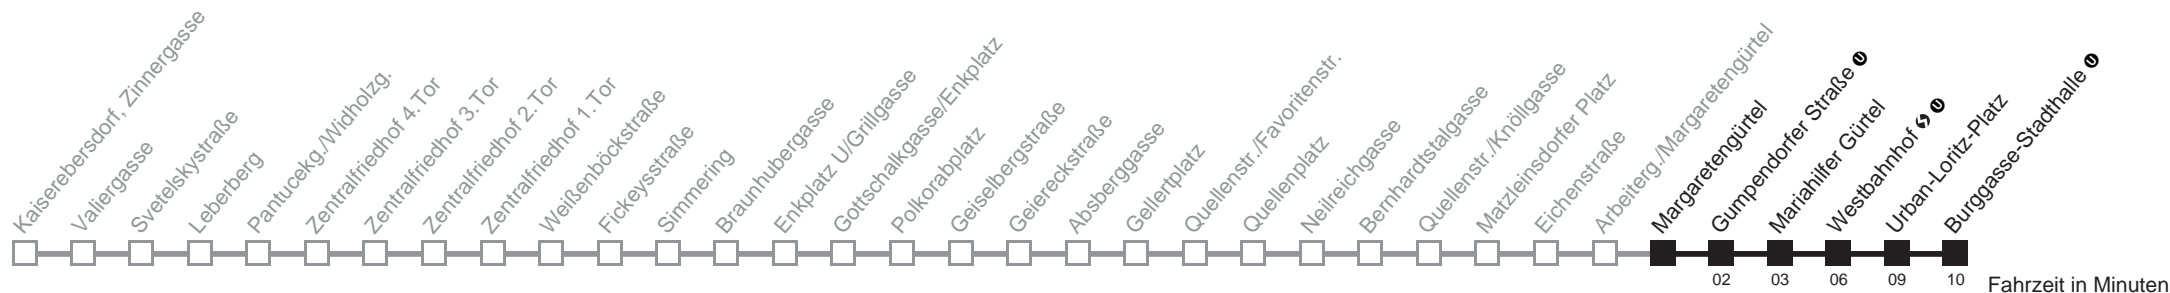 Kaiserebersdorf, Zinnergasse
Valiergasse
Svetelskystraße
Leberberg
Pantucekg./Widholzg.
Zentralfriedhof 4.Tor
Zentralfriedhof 3.Tor
Zentralfriedhof 2.Tor
Zentralfriedhof 1.Tor
Weißenböckstraße
Fickeysstraße
Simmering
Braunhubergasse
Enkplatz U/Grillgasse
Gottschalkgasse/Enkplatz
Polkorabplatz
Geiselbergstraße
Geiereckstraße
Absberggasse
Gellertplatz
Quellenstr./Favoritenstr.
Quellenplatz
Neilreichgasse
Bernhardtstalgasse
Quellenstr./Knöllgasse
Matzleinsdorfer Platz
Eichenstraße
Arbeiterg./Margaretengürtel
Margaretengürtel
Gumpendorfer Straße U
Mariahilfer Gürtel
Westbahnhof S U
Urban-Loritz-Platz
Burggasse-Stadthalle U
02 03 06 09 10 Fahrzeit in Minuten